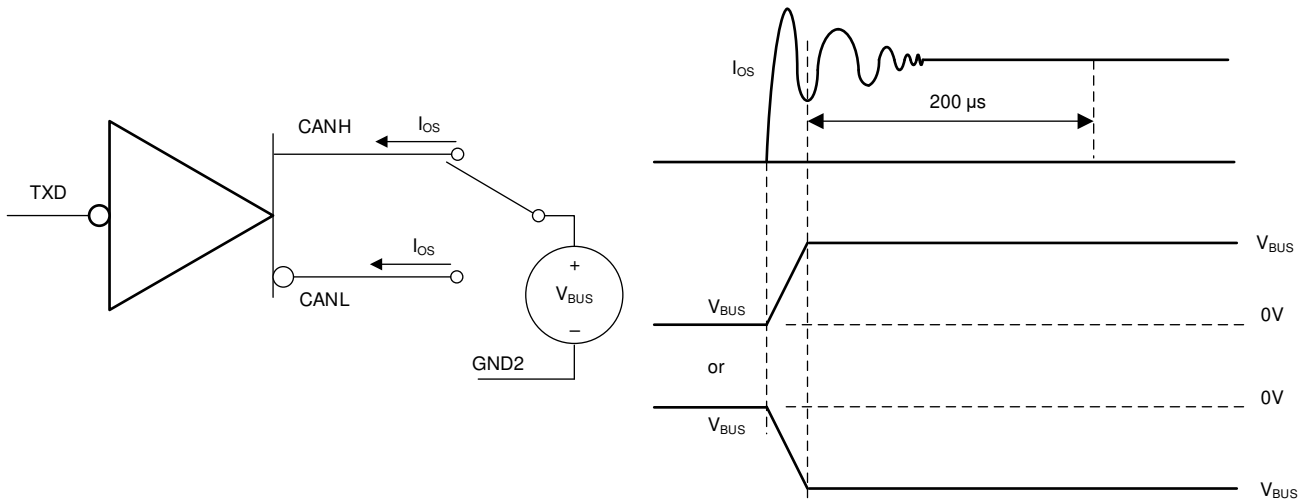 TXD
CANH
I_OS
I_OS
CANL
+
V_BUS
–
GND2
I_OS
200 µs
V_BUS
V_BUS
0V
or
0V
V_BUS
V_BUS